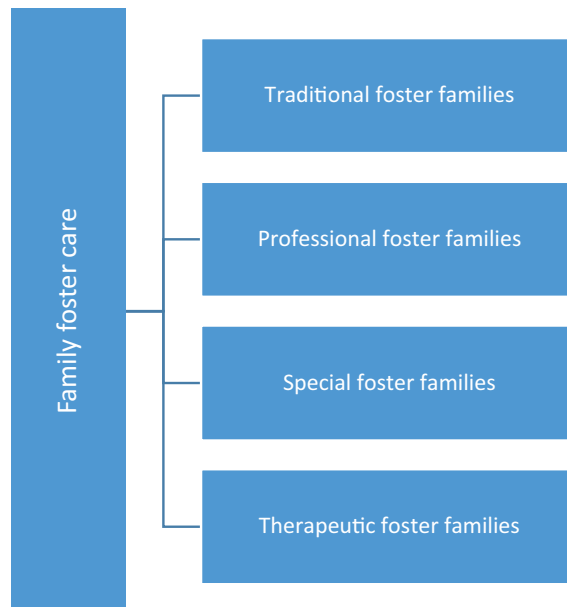 Family foster care
Traditional foster families
Professional foster families
Special foster families
Therapeutic foster families